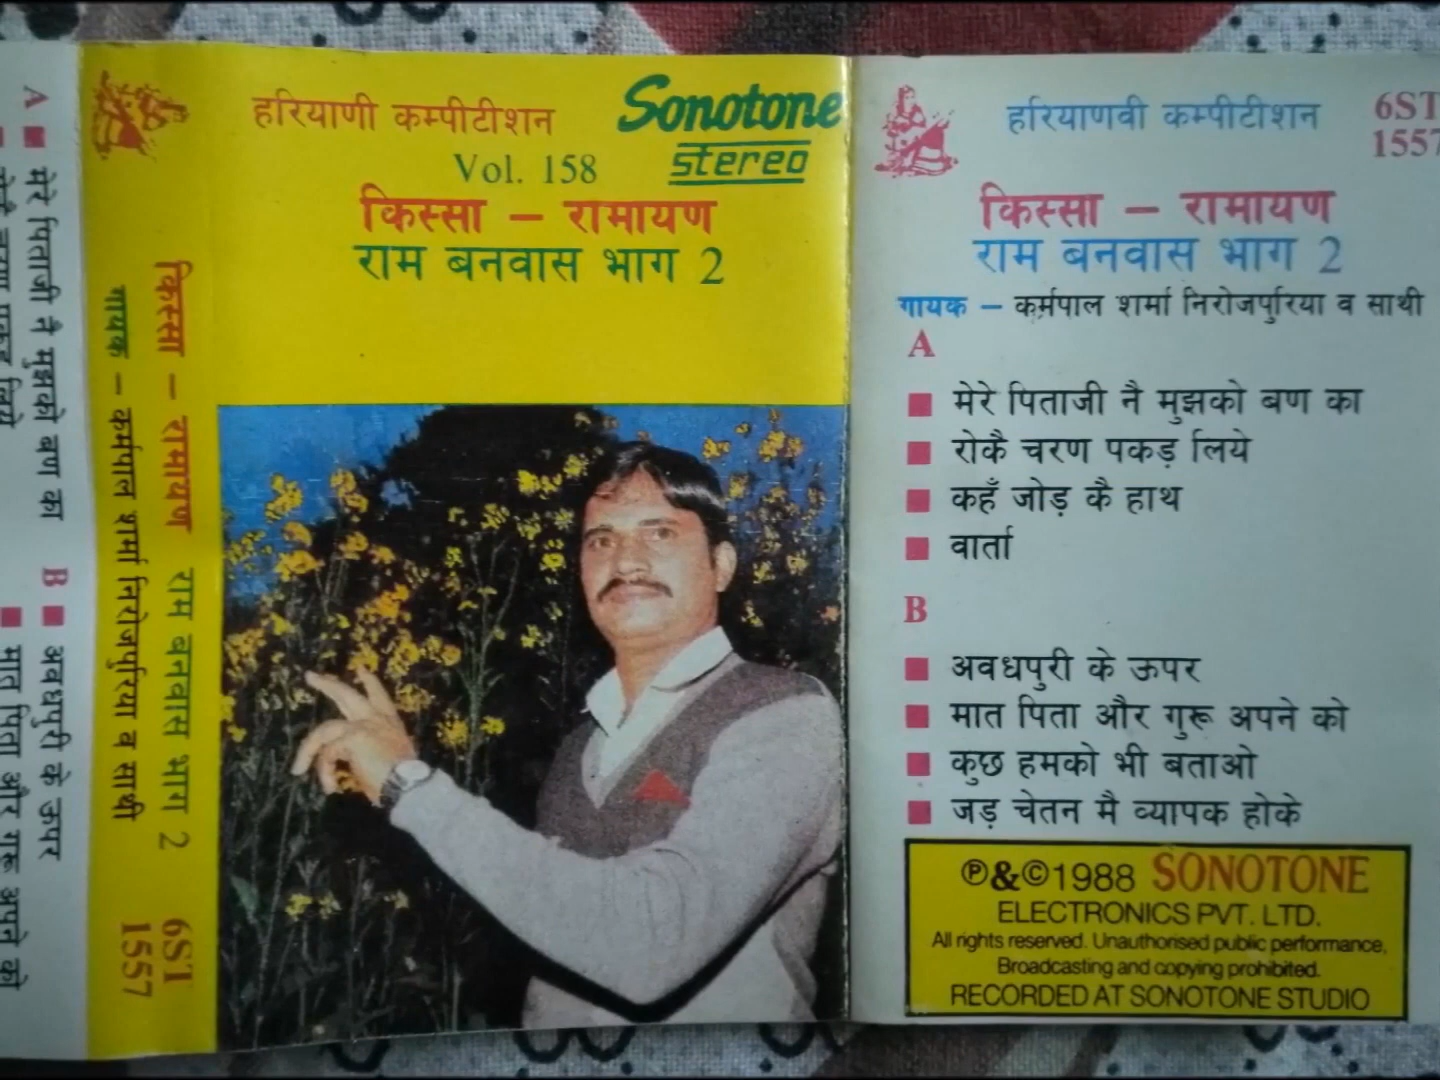 A
■ मेरे पिताजी नै मुझको बण का
B
■ अवधपुरी के ऊपर
■ मात पिता और गुरू अपने को
किस्सा – रामायण राम बनवास भाग 2
गायक – कर्मपाल शर्मा निरोजपुरिया व साथी
6ST
1557
हरियाणी कम्पीटीशन
Sonotone
stereo
Vol. 158
किस्सा – रामायण
राम बनवास भाग 2
हरियाणवी कम्पीटीशन
6ST
1557
किस्सा – रामायण
राम बनवास भाग 2
गायक – कर्मपाल शर्मा निरोजपुरिया व साथी
A
■ मेरे पिताजी नै मुझको बण का
■ रोकै चरण पकड़ लिये
■ कहँ जोड़ कै हाथ
■ वार्ता
B
■ अवधपुरी के ऊपर
■ मात पिता और गुरू अपने को
■ कुछ हमको भी बताओ
■ जड़ चेतन मै व्यापक होके
℗&©1988 SONOTONE
ELECTRONICS PVT. LTD.
All rights reserved. Unauthorised public performance,
Broadcasting and copying prohibited.
RECORDED AT SONOTONE STUDIO